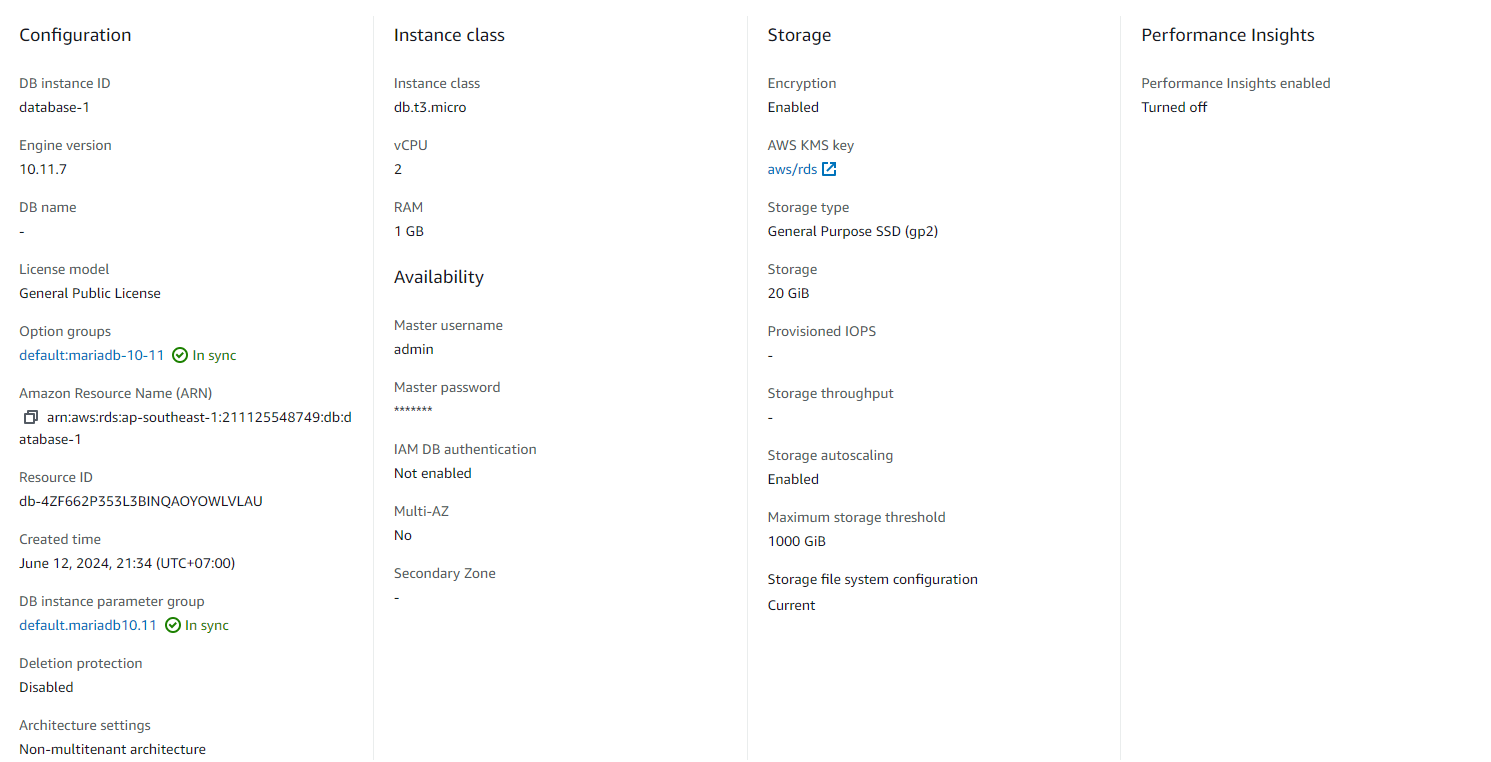 Configuration
DB instance ID
database-1
Engine version
10.11.7
DB name
-
License model
General Public License
Option groups
default:mariadb-10-11 In sync
Amazon Resource Name (ARN)
arn:aws:rds:ap-southeast-1:211125548749:db:d
atabase-1
Resource ID
db-4ZF662P353L3BINQAOYOWLVLAU
Created time
June 12, 2024, 21:34 (UTC+07:00)
DB instance parameter group
default.mariadb10.11 In sync
Deletion protection
Disabled
Architecture settings
Non-multitenant architecture
Instance class
Instance class
db.t3.micro
vCPU
2
RAM
1 GB
Availability
Master username
admin
Master password
*******
IAM DB authentication
Not enabled
Multi-AZ
No
Secondary Zone
-
Storage
Encryption
Enabled
AWS KMS key
aws/rds
Storage type
General Purpose SSD (gp2)
Storage
20 GiB
Provisioned IOPS
-
Storage throughput
-
Storage autoscaling
Enabled
Maximum storage threshold
1000 GiB
Storage file system configuration
Current
Performance Insights
Performance Insights enabled
Turned off